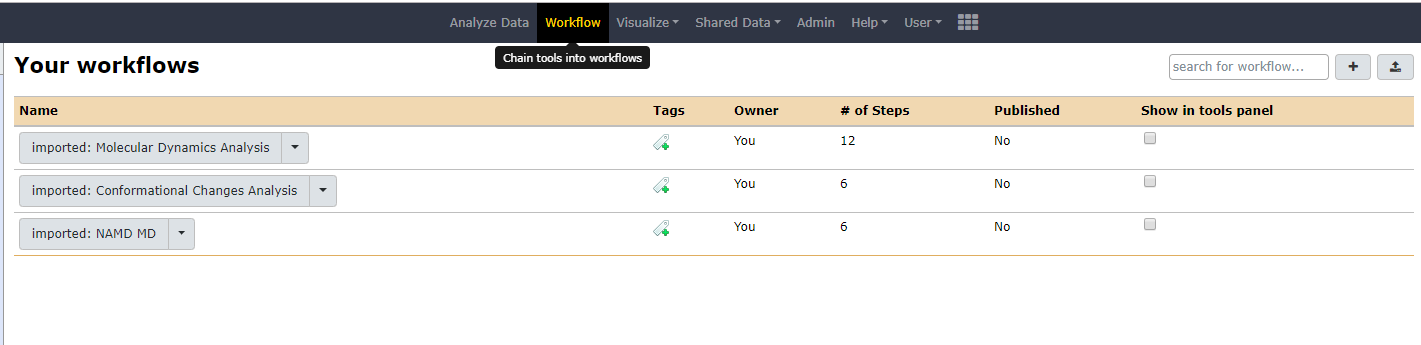 Analyze Data Workflow Visualize Shared Data Admin Help User
Chain tools into workflows
Your workflows
search for workflow...
Name Tags Owner # of Steps Published Show in tools panel
imported: Molecular Dynamics Analysis You 12 No
imported: Conformational Changes Analysis You 6 No
imported: NAMD MD You 6 No